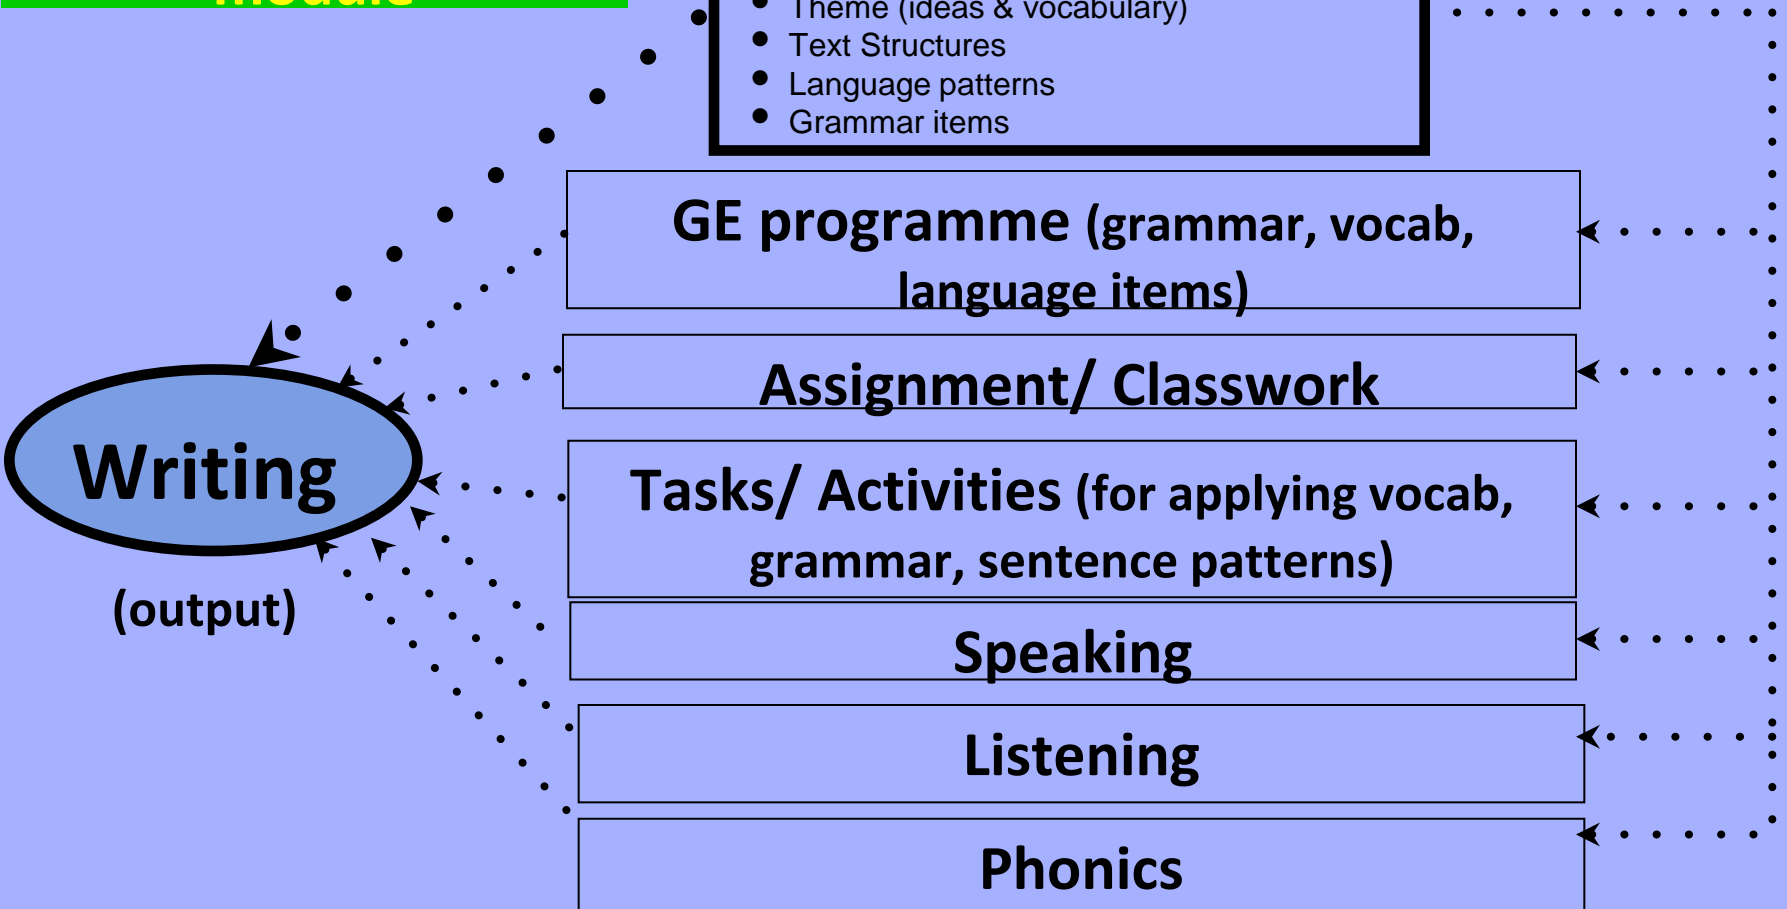 module
Theme (ideas & vocabulary)
Text Structures
Language patterns
Grammar items
GE programme (grammar, vocab,
language items)
Assignment/ Classwork
Writing
Tasks/ Activities (for applying vocab,
grammar, sentence patterns)
(output)
Speaking
Listening
Phonics